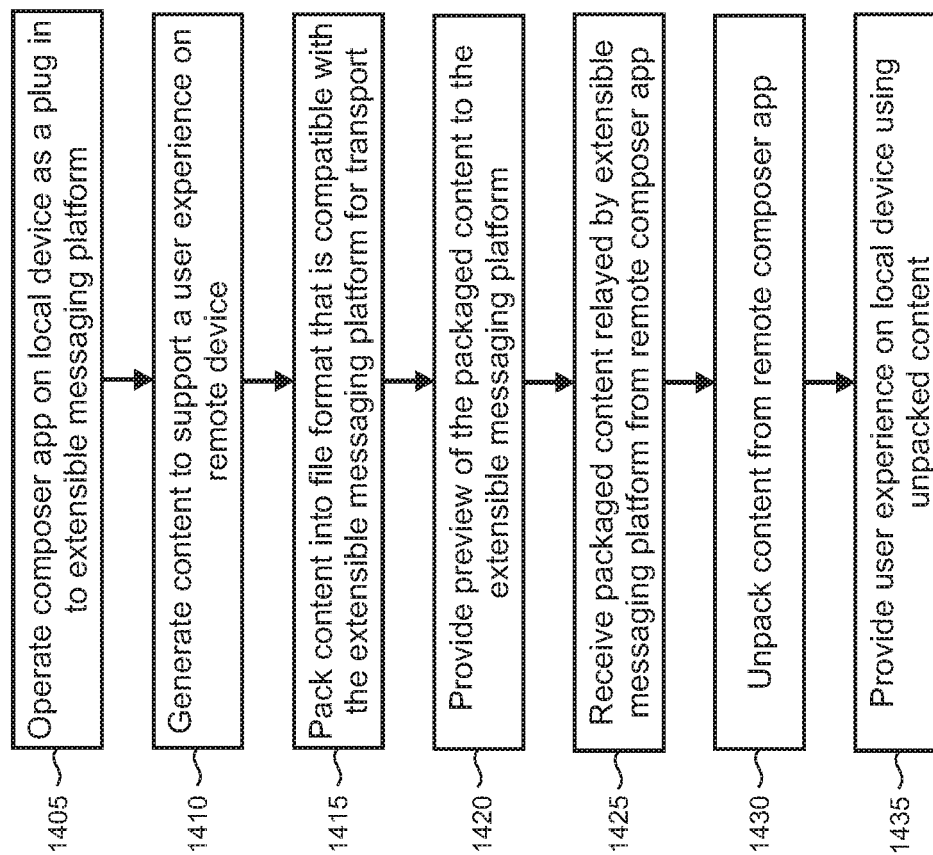 1405
Operate composer app on local device as a plug in
to extensible messaging platform
1410
Generate content to support a user experience on
remote device
1415
Pack content into file format that is compatible with
the extensible messaging platform for transport
1420
Provide preview of the packaged content to the
extensible messaging platform
1425
Receive packaged content relayed by extensible
messaging platform from remote composer app
1430
Unpack content from remote composer app
1435
Provide user experience on local device using
unpacked content